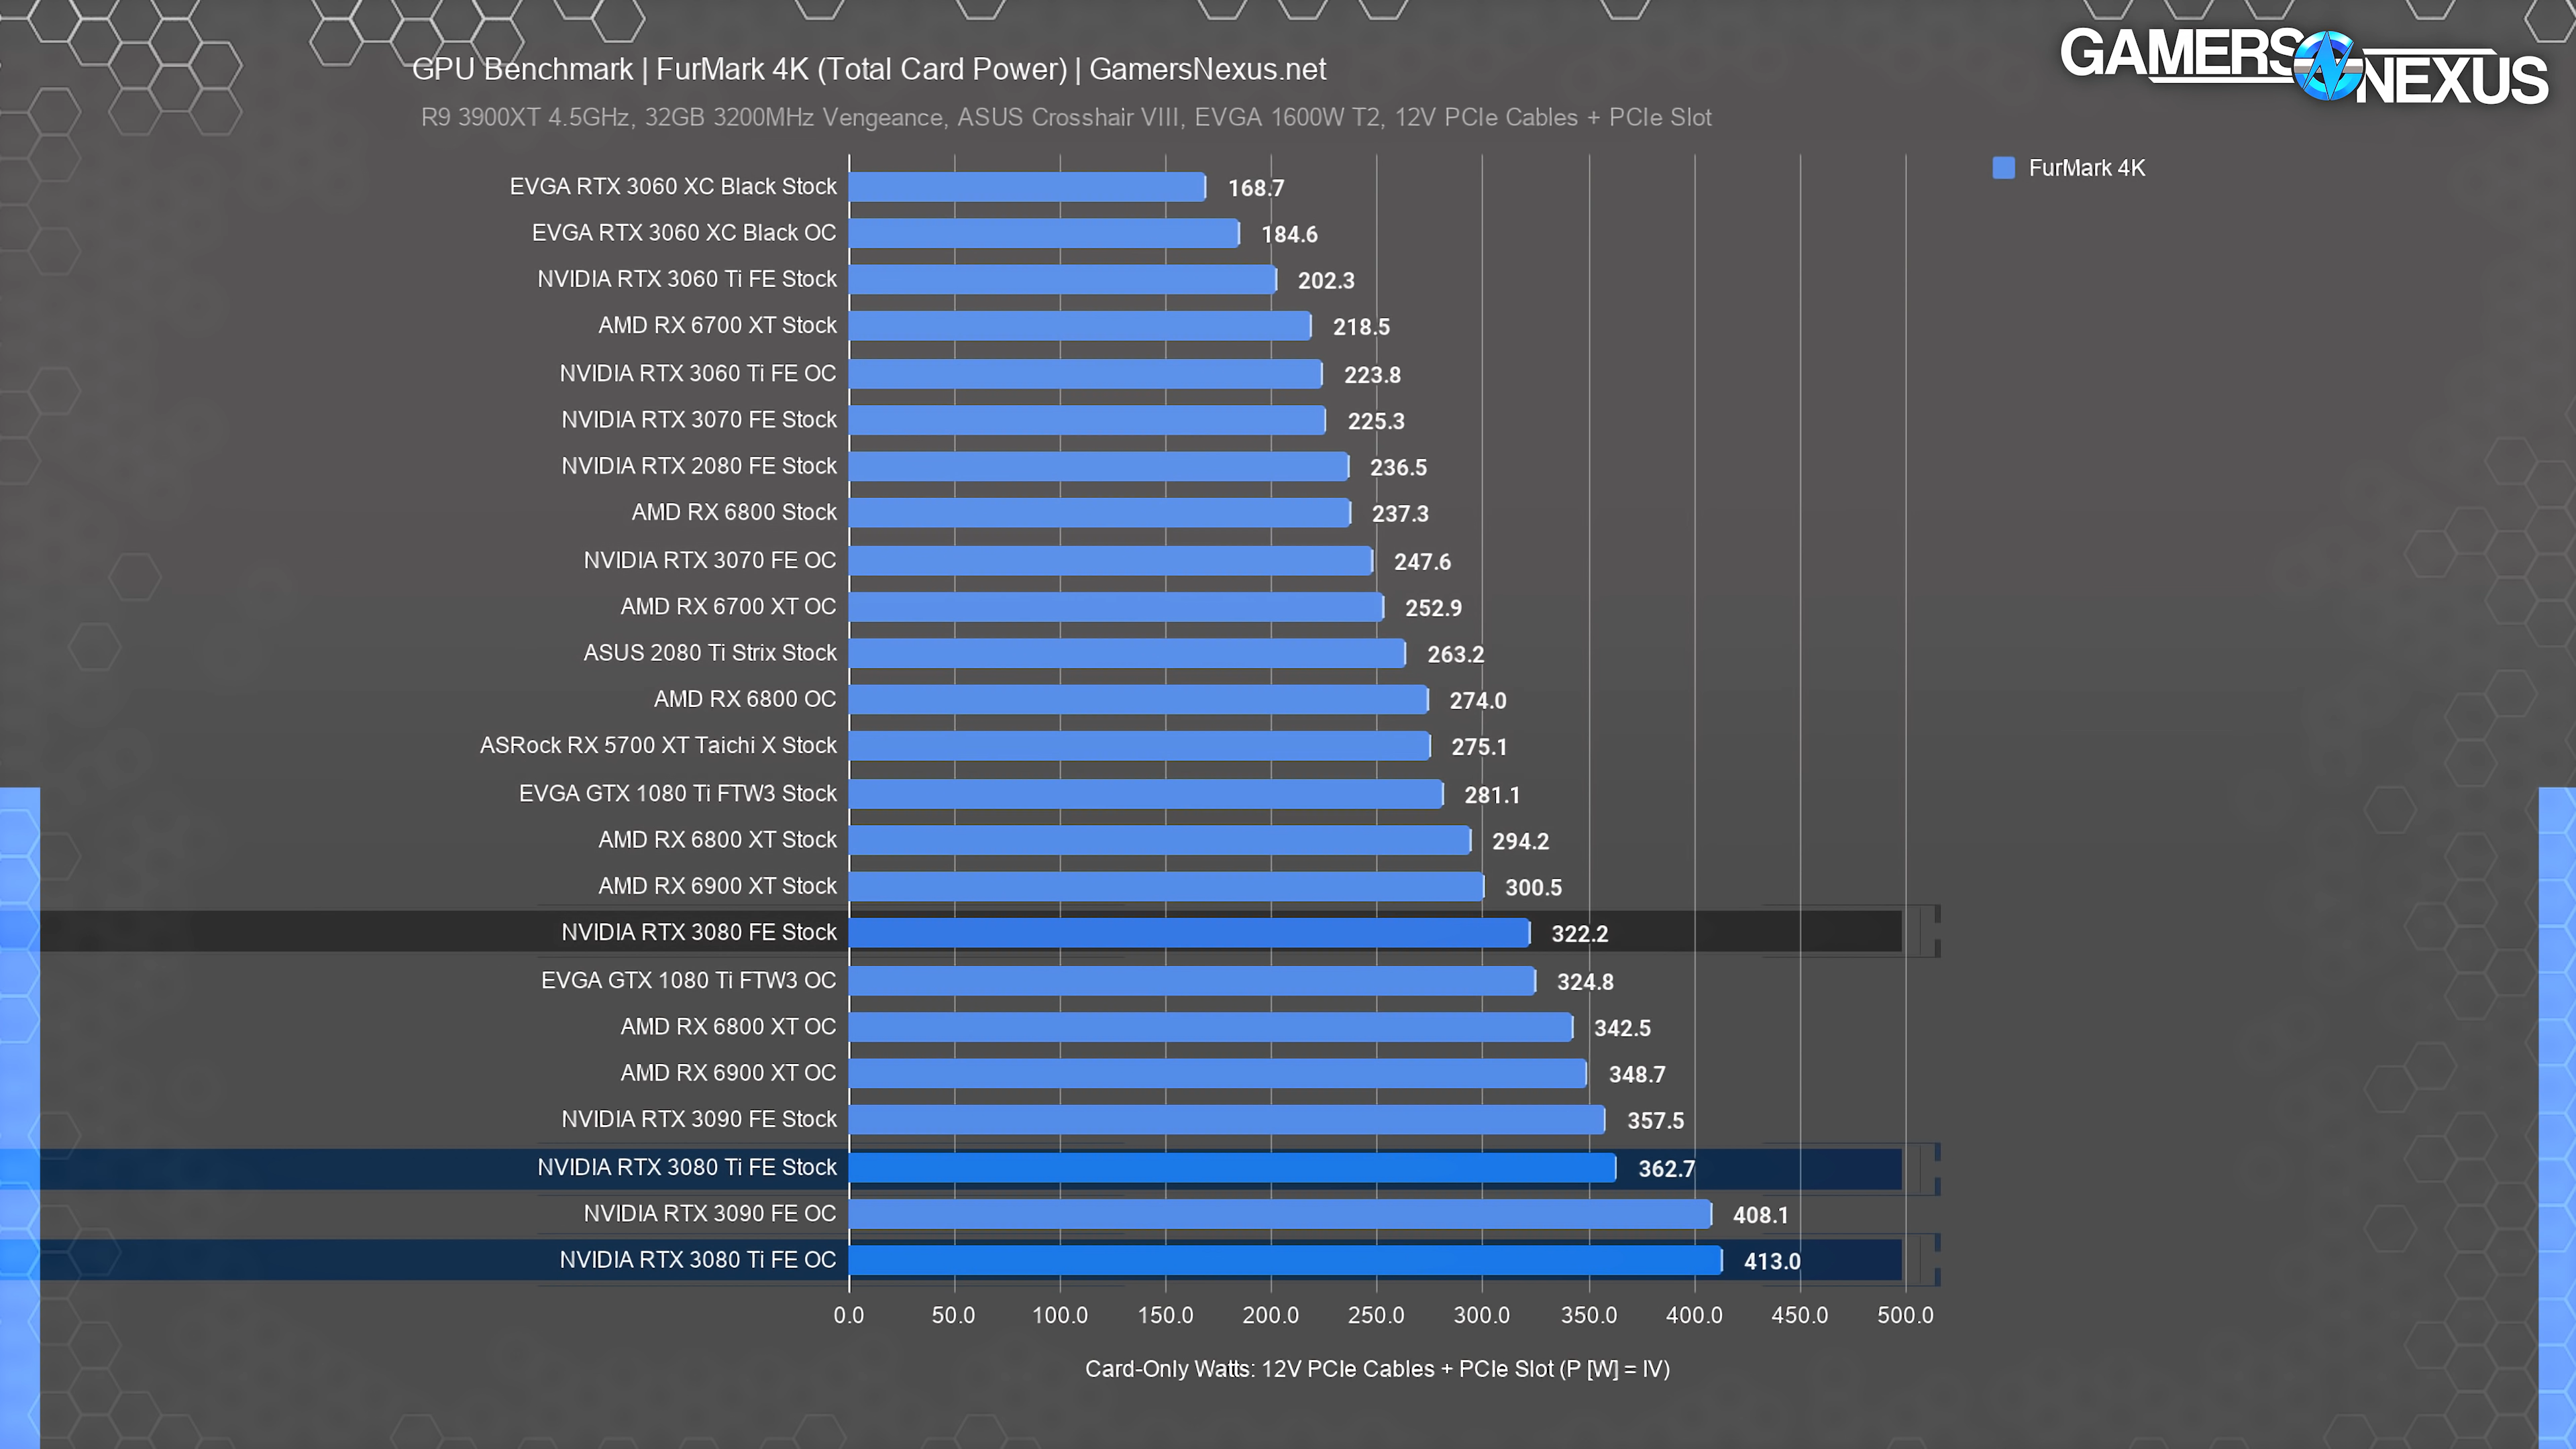 GAMERS NEXUS
GPU Benchmark | FurMark 4K (Total Card Power) | GamersNexus.net
R9 3900XT 4.5GHz, 32GB 3200MHz Vengeance, ASUS Crosshair VIII, EVGA 1600W T2, 12V PCIe Cables + PCIe Slot
FurMark 4K
EVGA RTX 3060 XC Black Stock 168.7
EVGA RTX 3060 XC Black OC 184.6
NVIDIA RTX 3060 Ti FE Stock 202.3
AMD RX 6700 XT Stock 218.5
NVIDIA RTX 3060 Ti FE OC 223.8
NVIDIA RTX 3070 FE Stock 225.3
NVIDIA RTX 2080 FE Stock 236.5
AMD RX 6800 Stock 237.3
NVIDIA RTX 3070 FE OC 247.6
AMD RX 6700 XT OC 252.9
ASUS 2080 Ti Strix Stock 263.2
AMD RX 6800 OC 274.0
ASRock RX 5700 XT Taichi X Stock 275.1
EVGA GTX 1080 Ti FTW3 Stock 281.1
AMD RX 6800 XT Stock 294.2
AMD RX 6900 XT Stock 300.5
NVIDIA RTX 3080 FE Stock 322.2
EVGA GTX 1080 Ti FTW3 OC 324.8
AMD RX 6800 XT OC 342.5
AMD RX 6900 XT OC 348.7
NVIDIA RTX 3090 FE Stock 357.5
NVIDIA RTX 3080 Ti FE Stock 362.7
NVIDIA RTX 3090 FE OC 408.1
NVIDIA RTX 3080 Ti FE OC 413.0
0.0 50.0 100.0 150.0 200.0 250.0 300.0 350.0 400.0 450.0 500.0
Card-Only Watts: 12V PCIe Cables + PCIe Slot (P [W] = IV)